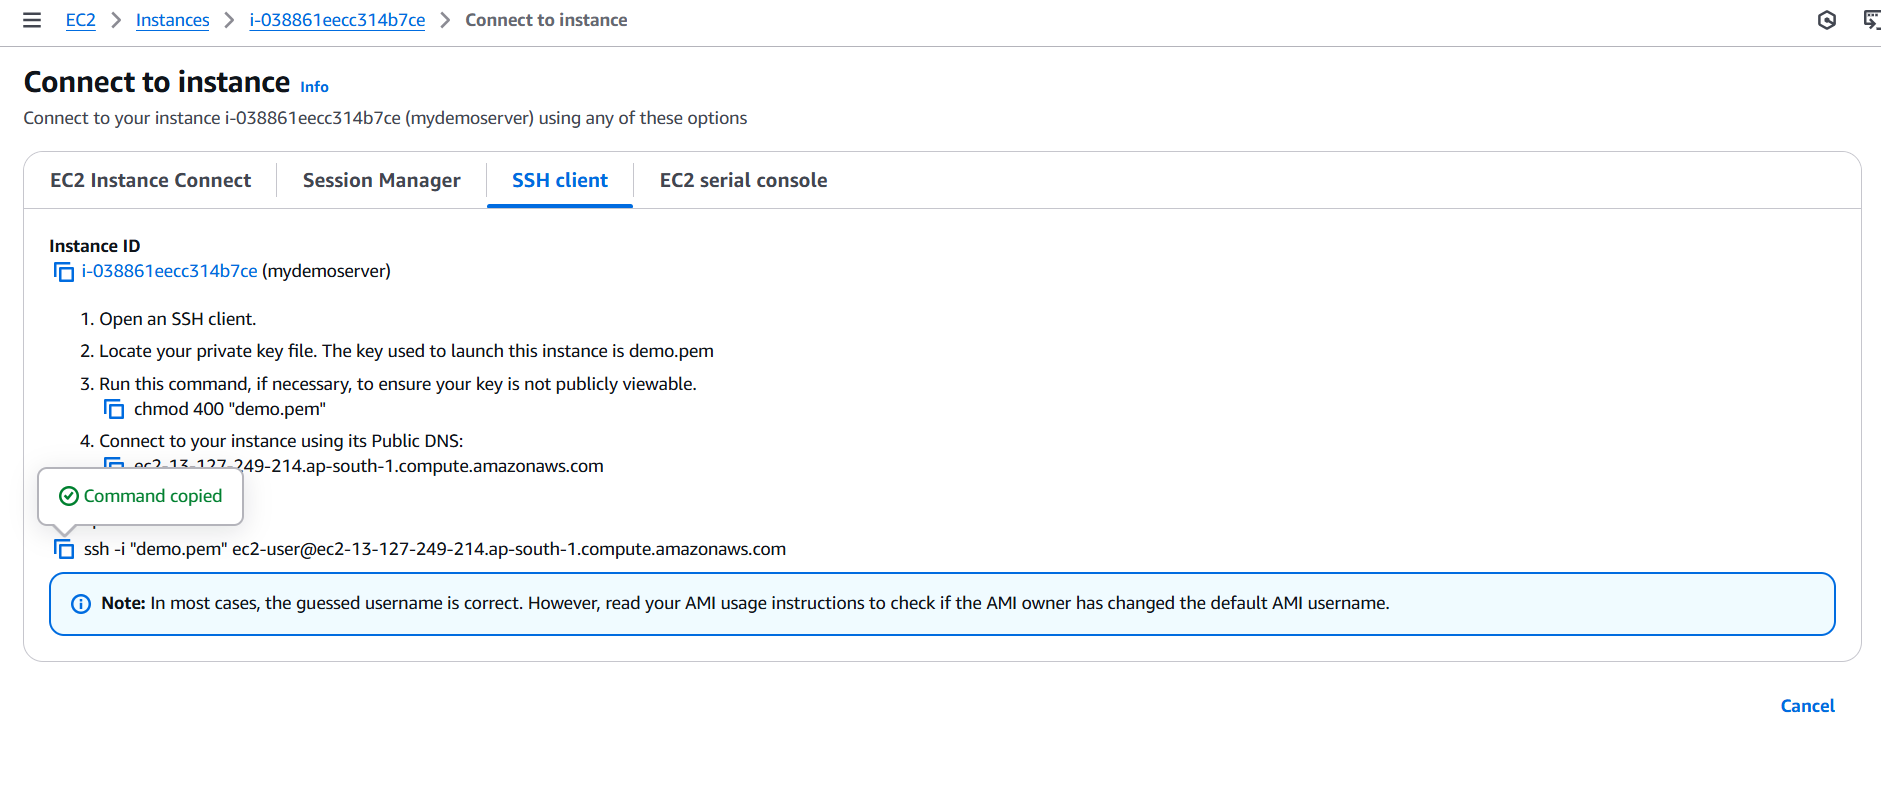 EC2 > Instances > i-038861eecc314b7ce > Connect to instance
Connect to instance Info
Connect to your instance i-038861eecc314b7ce (mydemoserver) using any of these options
EC2 Instance Connect
Session Manager
SSH client
EC2 serial console
Instance ID
i-038861eecc314b7ce (mydemoserver)
1. Open an SSH client.
2. Locate your private key file. The key used to launch this instance is demo.pem
3. Run this command, if necessary, to ensure your key is not publicly viewable.
chmod 400 "demo.pem"
4. Connect to your instance using its Public DNS:
ec2-13-127-249-214.ap-south-1.compute.amazonaws.com
Command copied
ssh -i "demo.pem" ec2-user@ec2-13-127-249-214.ap-south-1.compute.amazonaws.com
Note: In most cases, the guessed username is correct. However, read your AMI usage instructions to check if the AMI owner has changed the default AMI username.
Cancel